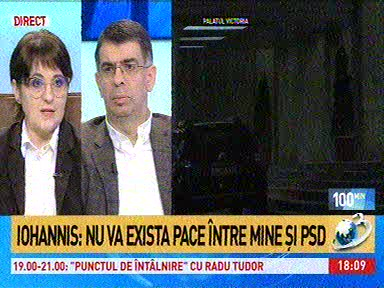 DIRECT
PALATUL VICTORIA
100 MIN
IOHANNIS: NU VA EXISTA PACE ÎNTRE MINE ȘI PSD
19.00-21.00: "PUNCTUL DE ÎNTÂLNIRE" CU RADU TUDOR
18:09